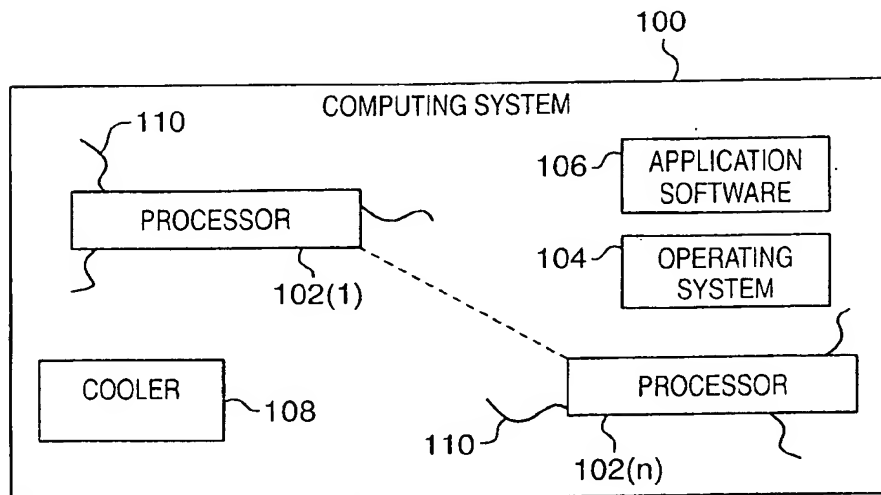 100
COMPUTING SYSTEM
110
106
APPLICATION
SOFTWARE
PROCESSOR
104
OPERATING
SYSTEM
102(1)
COOLER
108
PROCESSOR
110
102(n)